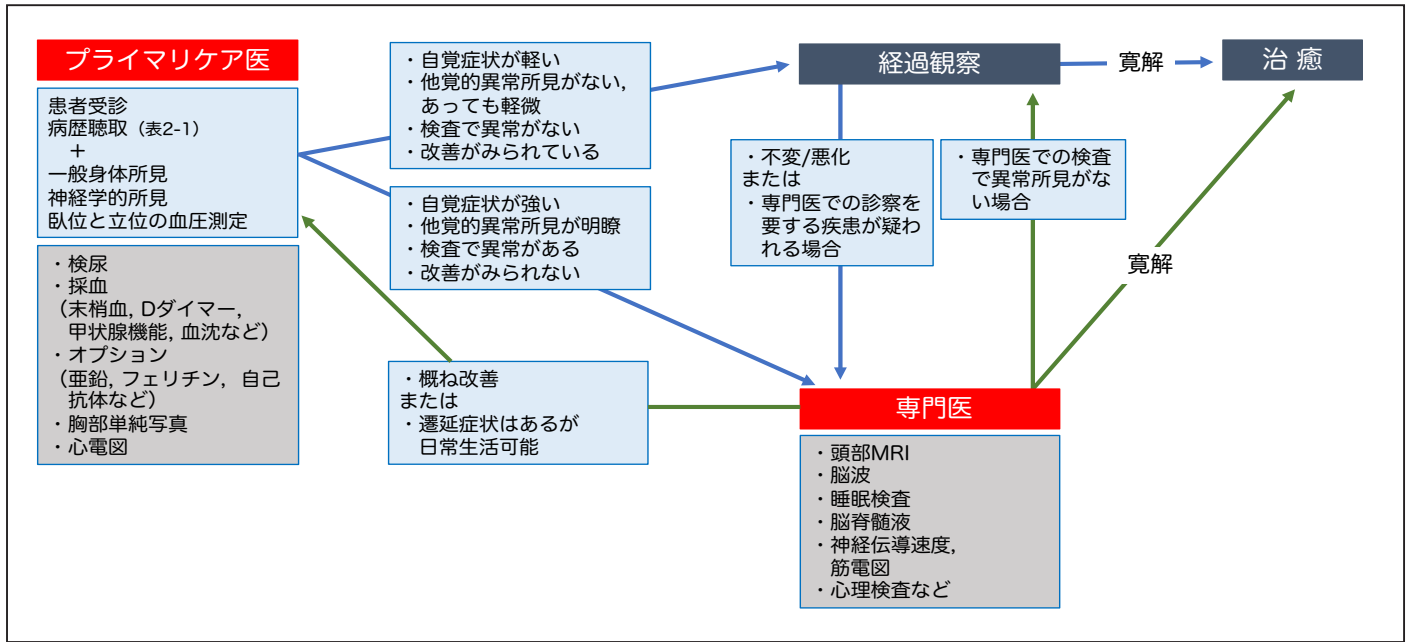 プライマリケア医
患者受診
病歴聴取（表2-1）
＋
一般身体所見
神経学的所見
臥位と立位の血圧測定
・検尿
・採血
（末梢血, Dダイマー,
甲状腺機能, 血沈など）
・オプション
（亜鉛, フェリチン, 自己
抗体など）
・胸部単純写真
・心電図
・自覚症状が軽い
・他覚的異常所見がない,
あっても軽微
・検査で異常がない
・改善がみられている
・自覚症状が強い
・他覚的異常所見が明瞭
・検査で異常がある
・改善がみられない
・概ね改善
または
・遷延症状はあるが
日常生活可能
経過観察
寛解
治 癒
・不変/悪化
または
・専門医での診察を
要する疾患が疑わ
れる場合
・専門医での検査
で異常所見がな
い場合
寛解
専門医
・頭部MRI
・脳波
・睡眠検査
・脳脊髄液
・神経伝導速度,
筋電図
・心理検査など